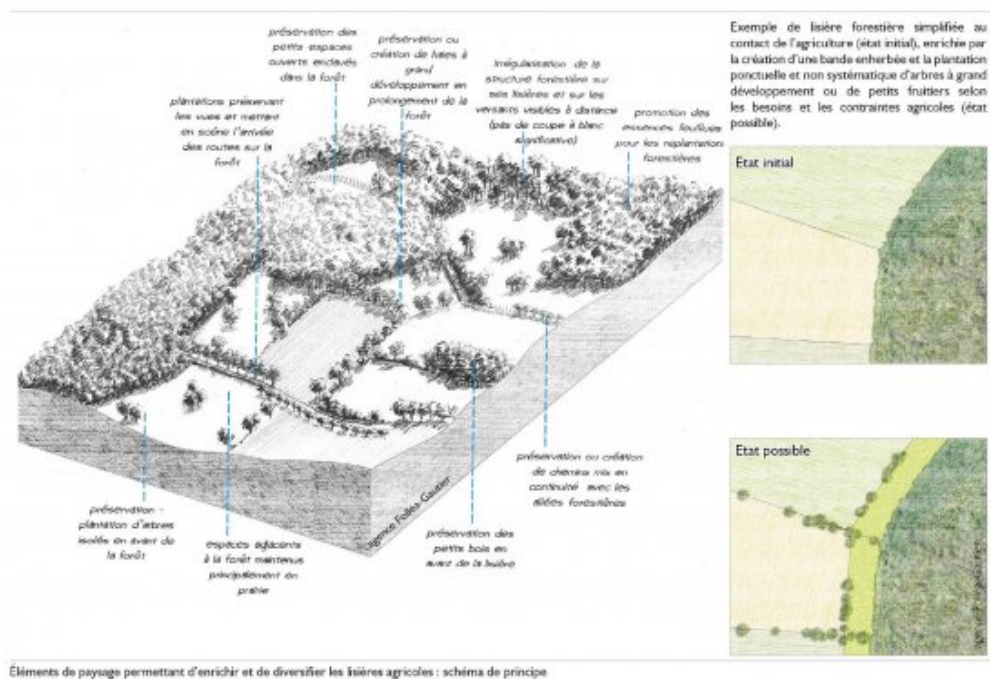 préservation des
petits espaces
ouverts enclavés
dans la forêt
préservation ou
création de haies à
grand
développement en
prolongement de la
forêt
irrégularisation de la
structure forestière sur
ses lisières et sur les
versants visibles à distance
(pas de coupe à blanc
significative)
plantations préservant
les vues et mettant
en scène l'arrivée
des routes sur la
forêt
promotion des
essences feuillues
pour les replantations
forestières
préservation -
plantation d'arbres
isolés en avant de
la forêt
espaces adjacents
à la forêt maintenus
principalement en
prairie
préservation des
petits bois en
avant de la lisière
préservation ou création
de chemins mix en
continuité avec les
allées forestières
Agence Folléa-Gautier
Exemple de lisière forestière simplifiée au
contact de l'agriculture (état initial), enrichie par
la création d'une bande enherbée et la plantation
ponctuelle et non systématique d'arbres à grand
développement ou de petits fruitiers selon
les besoins et les contraintes agricoles (état
possible).
Etat initial
Etat possible
Éléments de paysage permettant d'enrichir et de diversifier les lisières agricoles : schéma de principe